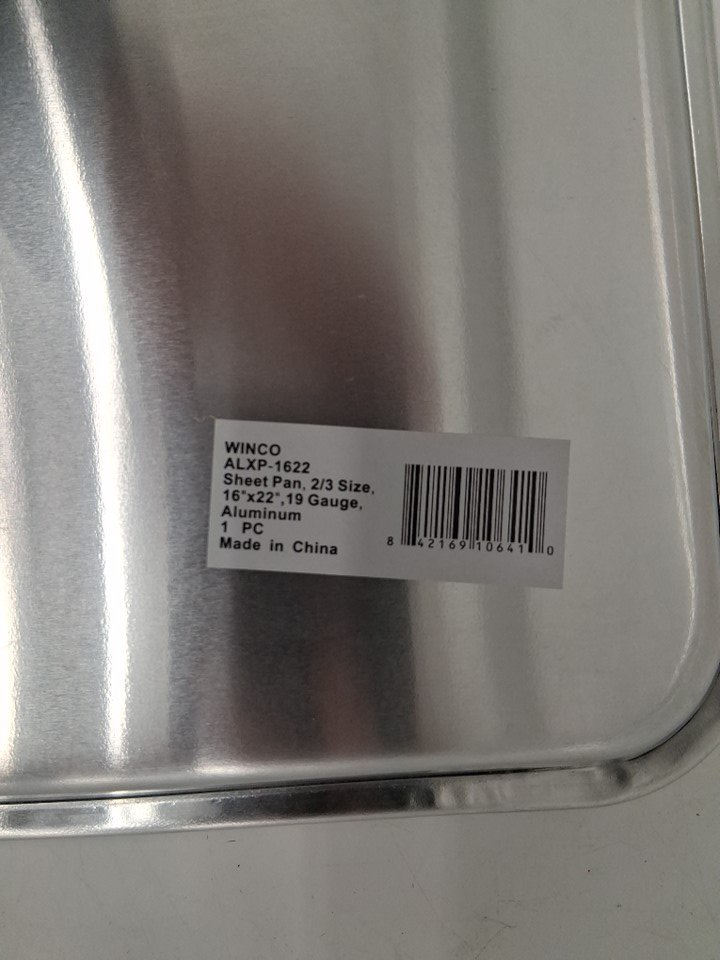 WINCO
ALXP-1622
Sheet Pan, 2/3 Size,
16"x22",19 Gauge,
Aluminum
1 PC
Made in China
8 42169 10641 0